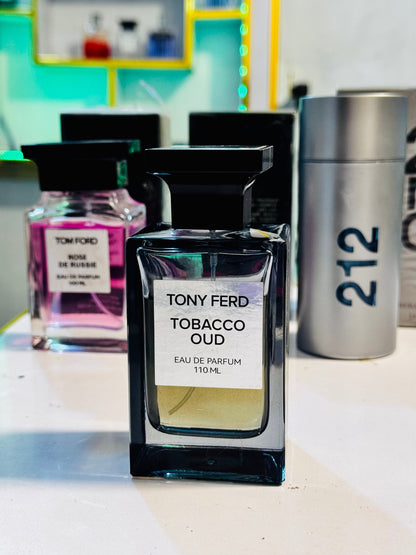 TONY FERD
TOBACCO
OUD
EAU DE PARFUM
110 ML
TOM FORD
ROSE
DE RUSSIE
EAU DE PARFUM
100 ML
212